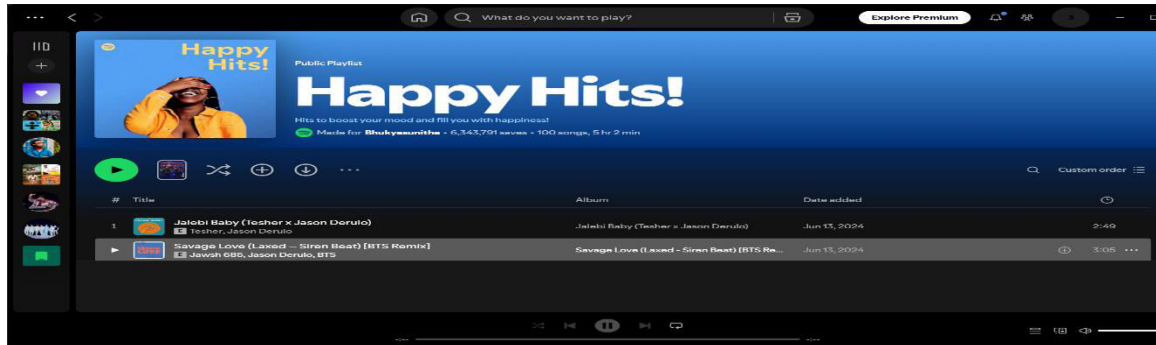 What do you want to play?
Explore Premium
Happy
Hits!
Public Playlist
Happy Hits!
Hits to boost your mood and fill you with happiness!
Made for Bhukyasunitha • 6,343,791 saves • 100 songs, 5 hr 2 min
Custom order
# Title Album Date added
1 Jalebi Baby (Tesher x Jason Derulo) Jalebi Baby (Tesher x Jason Derulo) Jun 13, 2024 2:49
E Tesher, Jason Derulo
Savage Love (Laxed – Siren Beat) [BTS Remix] Savage Love (Laxed - Siren Beat) [BTS Re... Jun 13, 2024 3:05
E Jawsh 686, Jason Derulo, BTS
-:-- -:--